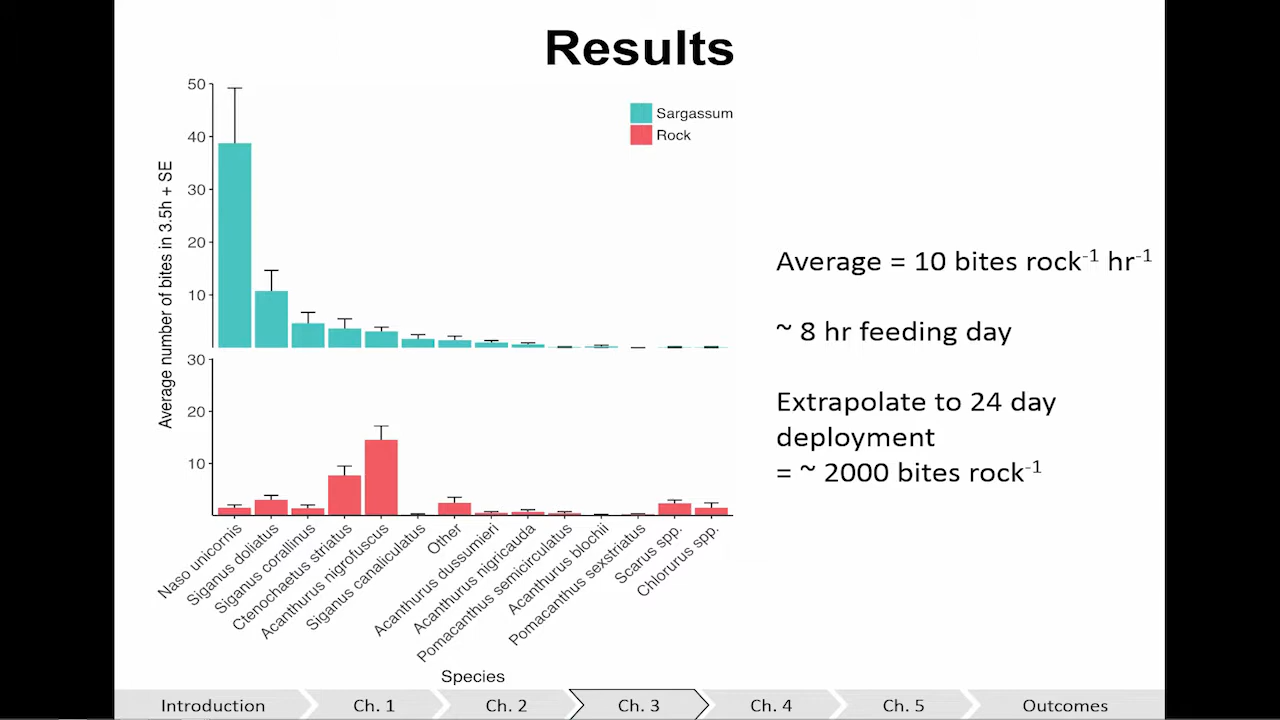 Results
50
40
30
20
10
30
20
10
Average number of bites in 3.5h + SE
Sargassum
Rock
Naso unicornis
Siganus doliatus
Siganus corallinus
Ctenochaetus striatus
Acanthurus nigrofuscus
Siganus canaliculatus
Other
Acanthurus dussumieri
Acanthurus nigricauda
Pomacanthus semicirculatus
Acanthurus blochii
Pomacanthus sexstriatus
Scarus spp.
Chlorurus spp.
Species
Average = 10 bites rock⁻¹ hr⁻¹
~ 8 hr feeding day
Extrapolate to 24 day
deployment
= ~ 2000 bites rock⁻¹
Introduction
Ch. 1
Ch. 2
Ch. 3
Ch. 4
Ch. 5
Outcomes